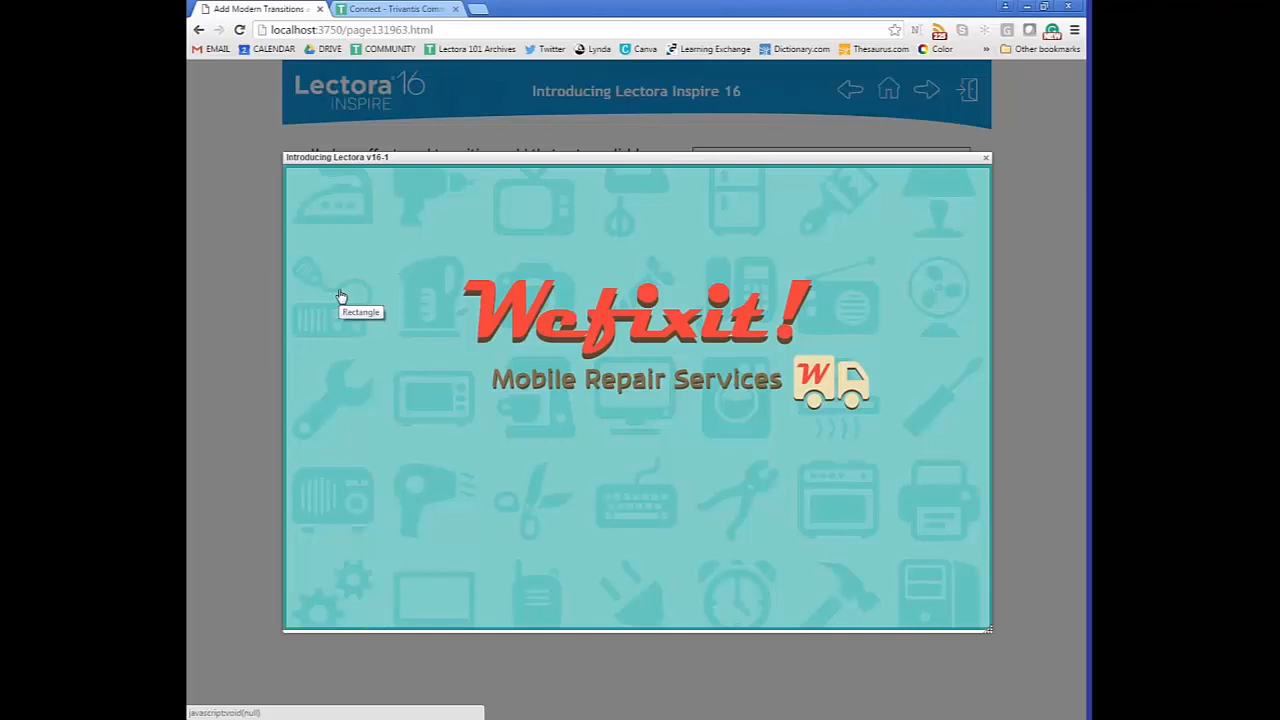 Add Modern Transitions
Connect - Trivantis Com
localhost:3750/page131963.html
EMAIL CALENDAR DRIVE COMMUNITY Lectora 101 Archives Twitter Lynda Canva Learning Exchange Dictionary.com Thesaurus.com Color » Other bookmarks
Lectora 16
INSPIRE
Introducing Lectora Inspire 16
Introducing Lectora v16-1
Wefixit!
Mobile Repair Services
W
Rectangle
javascript:void(null)